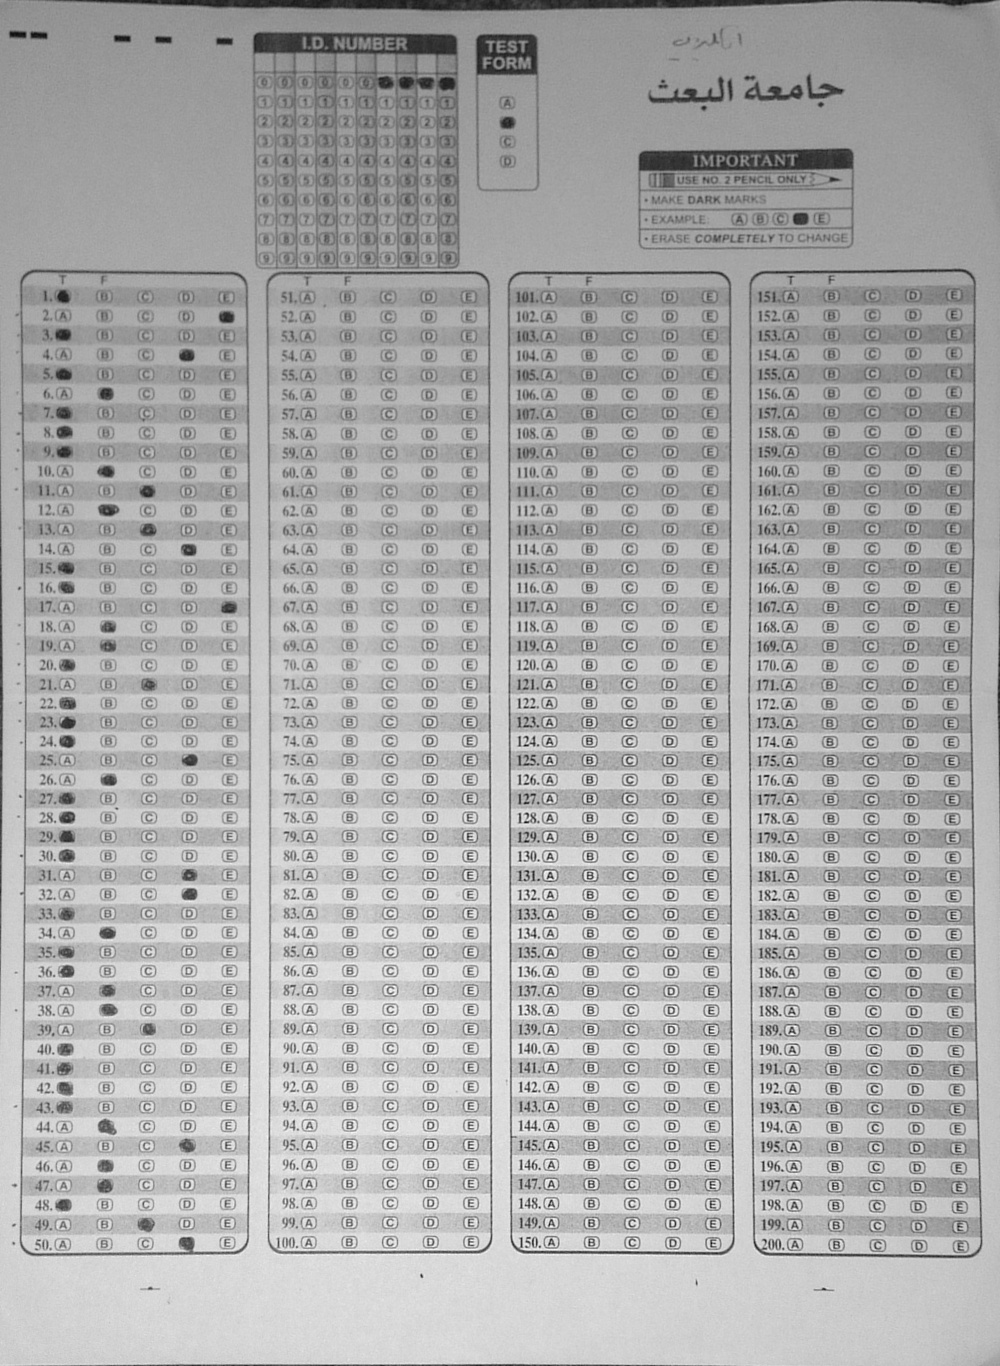 I.D. NUMBER
0 0 0 0 0 0
1 1 1 1 1 1 1 1 1 1
2 2 2 2 2 2 2 2 2 2
3 3 3 3 3 3 3 3 3 3
4 4 4 4 4 4 4 4 4 4
5 5 5 5 5 5 5 5 5 5
6 6 6 6 6 6 6 6 6 6
7 7 7 7 7 7 7 7 7 7
8 8 8 8 8 8 8 8 8 8
9 9 9 9 9 9 9 9 9 9
TEST
FORM
A
C
D
جامعة البعث
IMPORTANT
USE NO. 2 PENCIL ONLY
• MAKE DARK MARKS
• EXAMPLE: A B C E
• ERASE COMPLETELY TO CHANGE
T F
1. B C D E
2. A B C D
3. B C D E
4. A B C E
5. B C D E
6. A C D E
7. B C D E
8. B C D E
9. B C D E
10. A C D E
11. A B D E
12. A C D E
13. A B D E
14. A B C E
15. B C D E
16. B C D E
17. A B C D
18. A C D E
19. A C D E
20. B C D E
21. A B D E
22. B C D E
23. B C D E
24. B C D E
25. A B C E
26. A C D E
27. B C D E
28. B C D E
29. B C D E
30. B C D E
31. A B C E
32. A B C E
33. B C D E
34. A C D E
35. B C D E
36. B C D E
37. A C D E
38. A C D E
39. A B D E
40. B C D E
41. B C D E
42. B C D E
43. B C D E
44. A C D E
45. A B C E
46. A C D E
47. A C D E
48. B C D E
49. A B D E
50. A B C E
T F
51. A B C D E
52. A B C D E
53. A B C D E
54. A B C D E
55. A B C D E
56. A B C D E
57. A B C D E
58. A B C D E
59. A B C D E
60. A B C D E
61. A B C D E
62. A B C D E
63. A B C D E
64. A B C D E
65. A B C D E
66. A B C D E
67. A B C D E
68. A B C D E
69. A B C D E
70. A B C D E
71. A B C D E
72. A B C D E
73. A B C D E
74. A B C D E
75. A B C D E
76. A B C D E
77. A B C D E
78. A B C D E
79. A B C D E
80. A B C D E
81. A B C D E
82. A B C D E
83. A B C D E
84. A B C D E
85. A B C D E
86. A B C D E
87. A B C D E
88. A B C D E
89. A B C D E
90. A B C D E
91. A B C D E
92. A B C D E
93. A B C D E
94. A B C D E
95. A B C D E
96. A B C D E
97. A B C D E
98. A B C D E
99. A B C D E
100. A B C D E
T F
101. A B C D E
102. A B C D E
103. A B C D E
104. A B C D E
105. A B C D E
106. A B C D E
107. A B C D E
108. A B C D E
109. A B C D E
110. A B C D E
111. A B C D E
112. A B C D E
113. A B C D E
114. A B C D E
115. A B C D E
116. A B C D E
117. A B C D E
118. A B C D E
119. A B C D E
120. A B C D E
121. A B C D E
122. A B C D E
123. A B C D E
124. A B C D E
125. A B C D E
126. A B C D E
127. A B C D E
128. A B C D E
129. A B C D E
130. A B C D E
131. A B C D E
132. A B C D E
133. A B C D E
134. A B C D E
135. A B C D E
136. A B C D E
137. A B C D E
138. A B C D E
139. A B C D E
140. A B C D E
141. A B C D E
142. A B C D E
143. A B C D E
144. A B C D E
145. A B C D E
146. A B C D E
147. A B C D E
148. A B C D E
149. A B C D E
150. A B C D E
T F
151. A B C D E
152. A B C D E
153. A B C D E
154. A B C D E
155. A B C D E
156. A B C D E
157. A B C D E
158. A B C D E
159. A B C D E
160. A B C D E
161. A B C D E
162. A B C D E
163. A B C D E
164. A B C D E
165. A B C D E
166. A B C D E
167. A B C D E
168. A B C D E
169. A B C D E
170. A B C D E
171. A B C D E
172. A B C D E
173. A B C D E
174. A B C D E
175. A B C D E
176. A B C D E
177. A B C D E
178. A B C D E
179. A B C D E
180. A B C D E
181. A B C D E
182. A B C D E
183. A B C D E
184. A B C D E
185. A B C D E
186. A B C D E
187. A B C D E
188. A B C D E
189. A B C D E
190. A B C D E
191. A B C D E
192. A B C D E
193. A B C D E
194. A B C D E
195. A B C D E
196. A B C D E
197. A B C D E
198. A B C D E
199. A B C D E
200. A B C D E